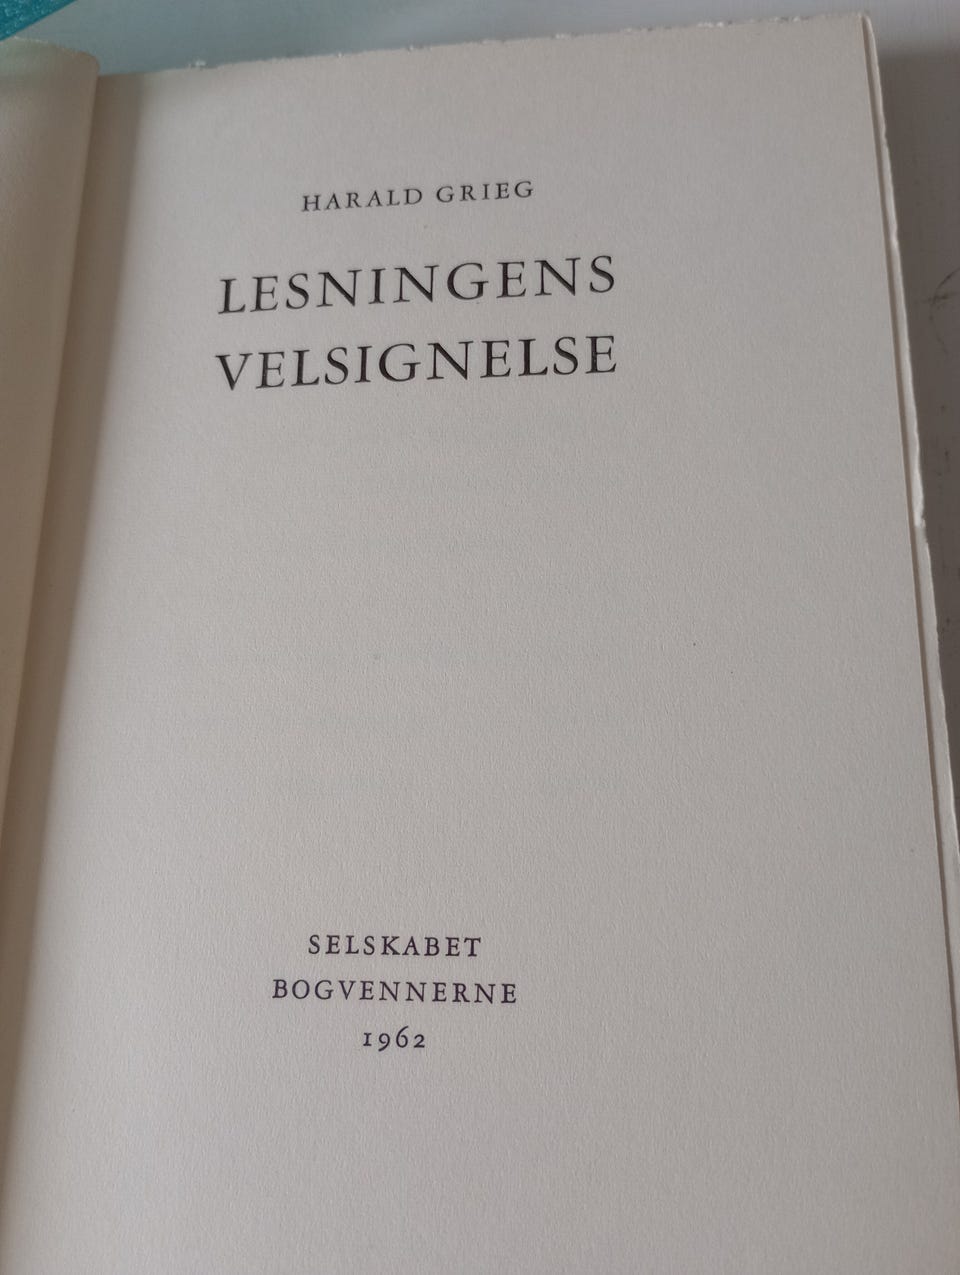 HARALD GRIEG
LESNINGENS
VELSIGNELSE
SELSKABET
BOGVENNERNE
1962